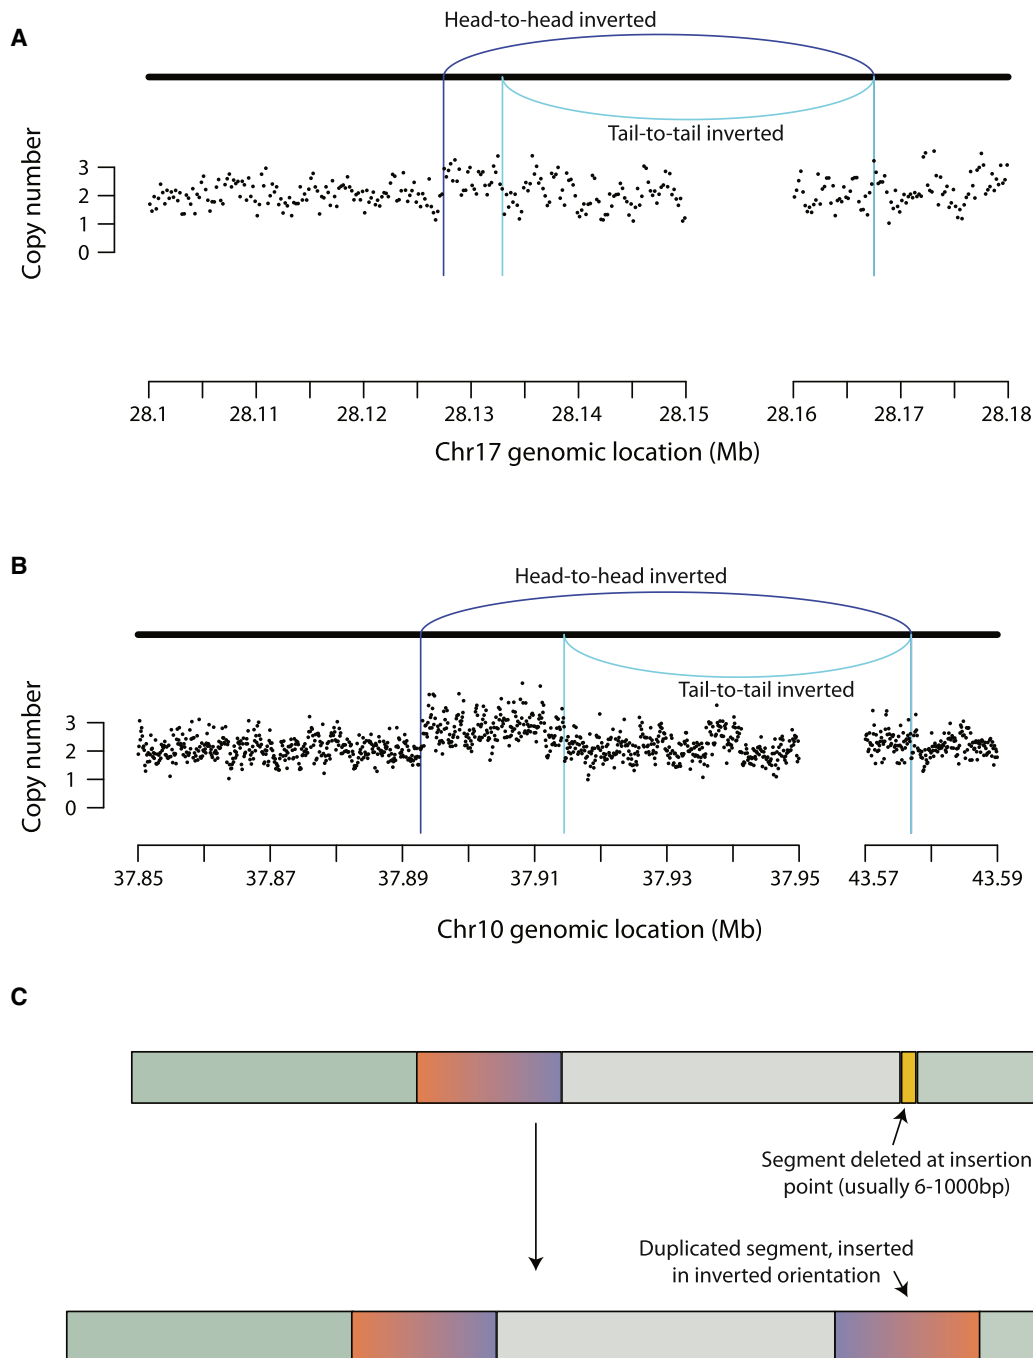 A
Head-to-head inverted
Tail-to-tail inverted
Copy number
3
2
1
0
28.1 28.11 28.12 28.13 28.14 28.15 28.16 28.17 28.18
Chr17 genomic location (Mb)
B
Head-to-head inverted
Tail-to-tail inverted
Copy number
3
2
1
0
37.85 37.87 37.89 37.91 37.93 37.95 43.57 43.59
Chr10 genomic location (Mb)
C
Segment deleted at insertion
point (usually 6-1000bp)
Duplicated segment, inserted
in inverted orientation